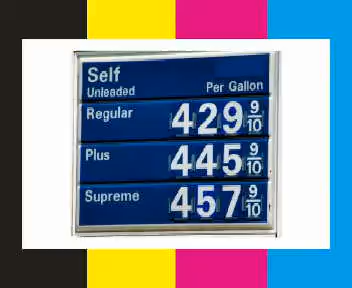 Self
Unleaded Per Gallon
Regular 429 9/10
Plus 445 9/10
Supreme 457 9/10